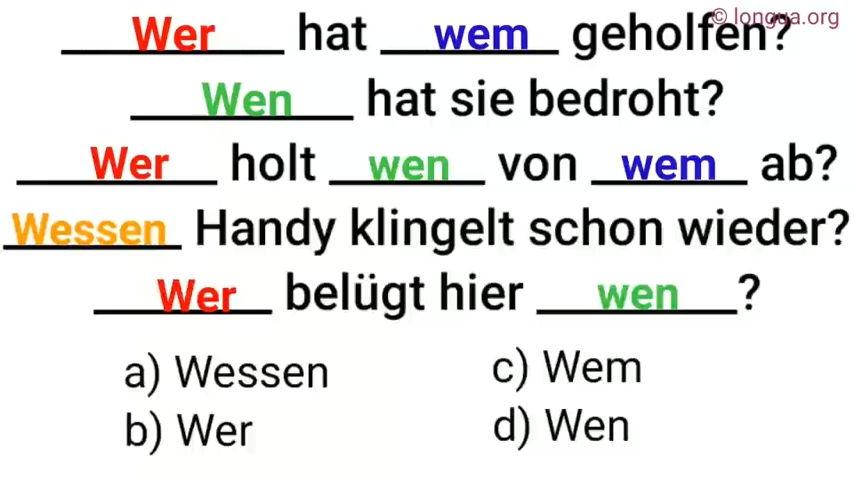 © longua.org
Wer hat wem geholfen?
Wen hat sie bedroht?
Wer holt wen von wem ab?
Wessen Handy klingelt schon wieder?
Wer belügt hier wen?
a) Wessen
b) Wer
c) Wem
d) Wen